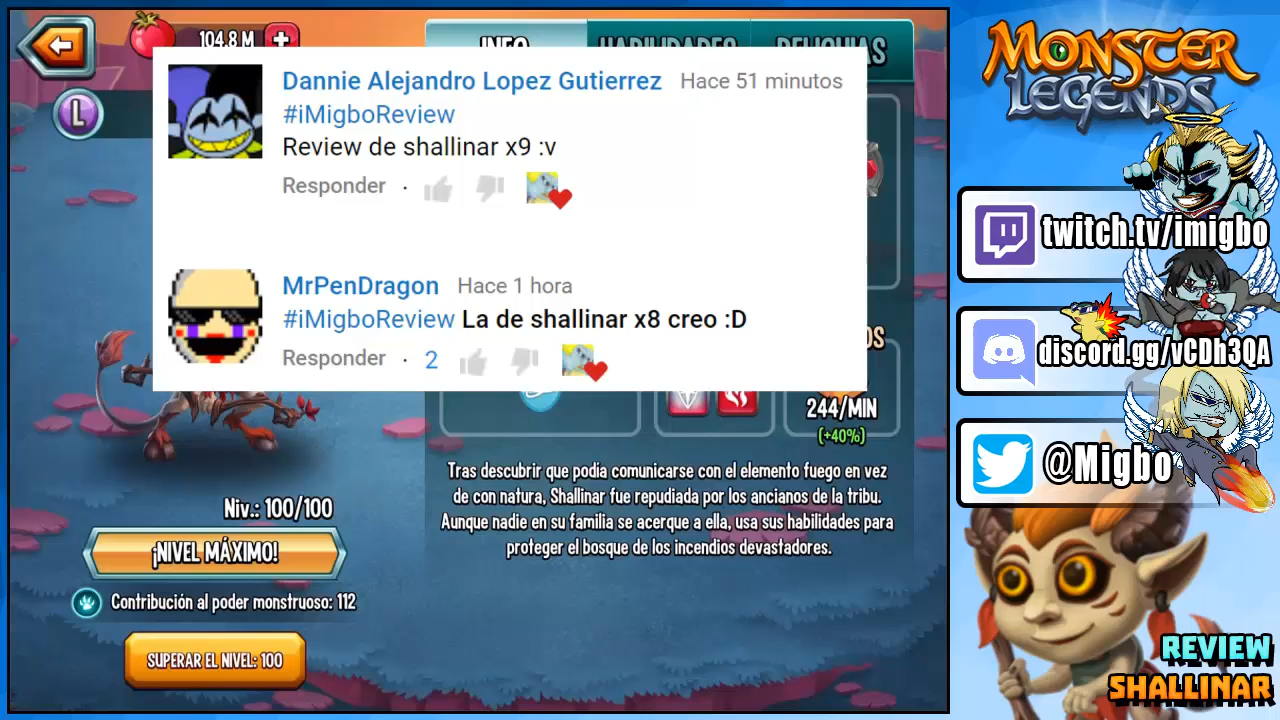 104.8 M
INFO
HABILIDADES
RELIQUIAS
L
Dannie Alejandro Lopez Gutierrez Hace 51 minutos
#iMigboReview
Review de shallinar x9 :v
Responder
MrPenDragon Hace 1 hora
#iMigboReview La de shallinar x8 creo :D
Responder · 2
244/MIN
(+40%)
Tras descubrir que podía comunicarse con el elemento fuego en vez
de con natura, Shallinar fue repudiada por los ancianos de la tribu.
Aunque nadie en su familia se acerque a ella, usa sus habilidades para
proteger el bosque de los incendios devastadores.
Niv.: 100/100
¡NIVEL MÁXIMO!
Contribución al poder monstruoso: 112
SUPERAR EL NIVEL: 100
MONSTER
LEGENDS
twitch.tv/imigbo
discord.gg/vCDh3QA
@Migbo
REVIEW
SHALLINAR